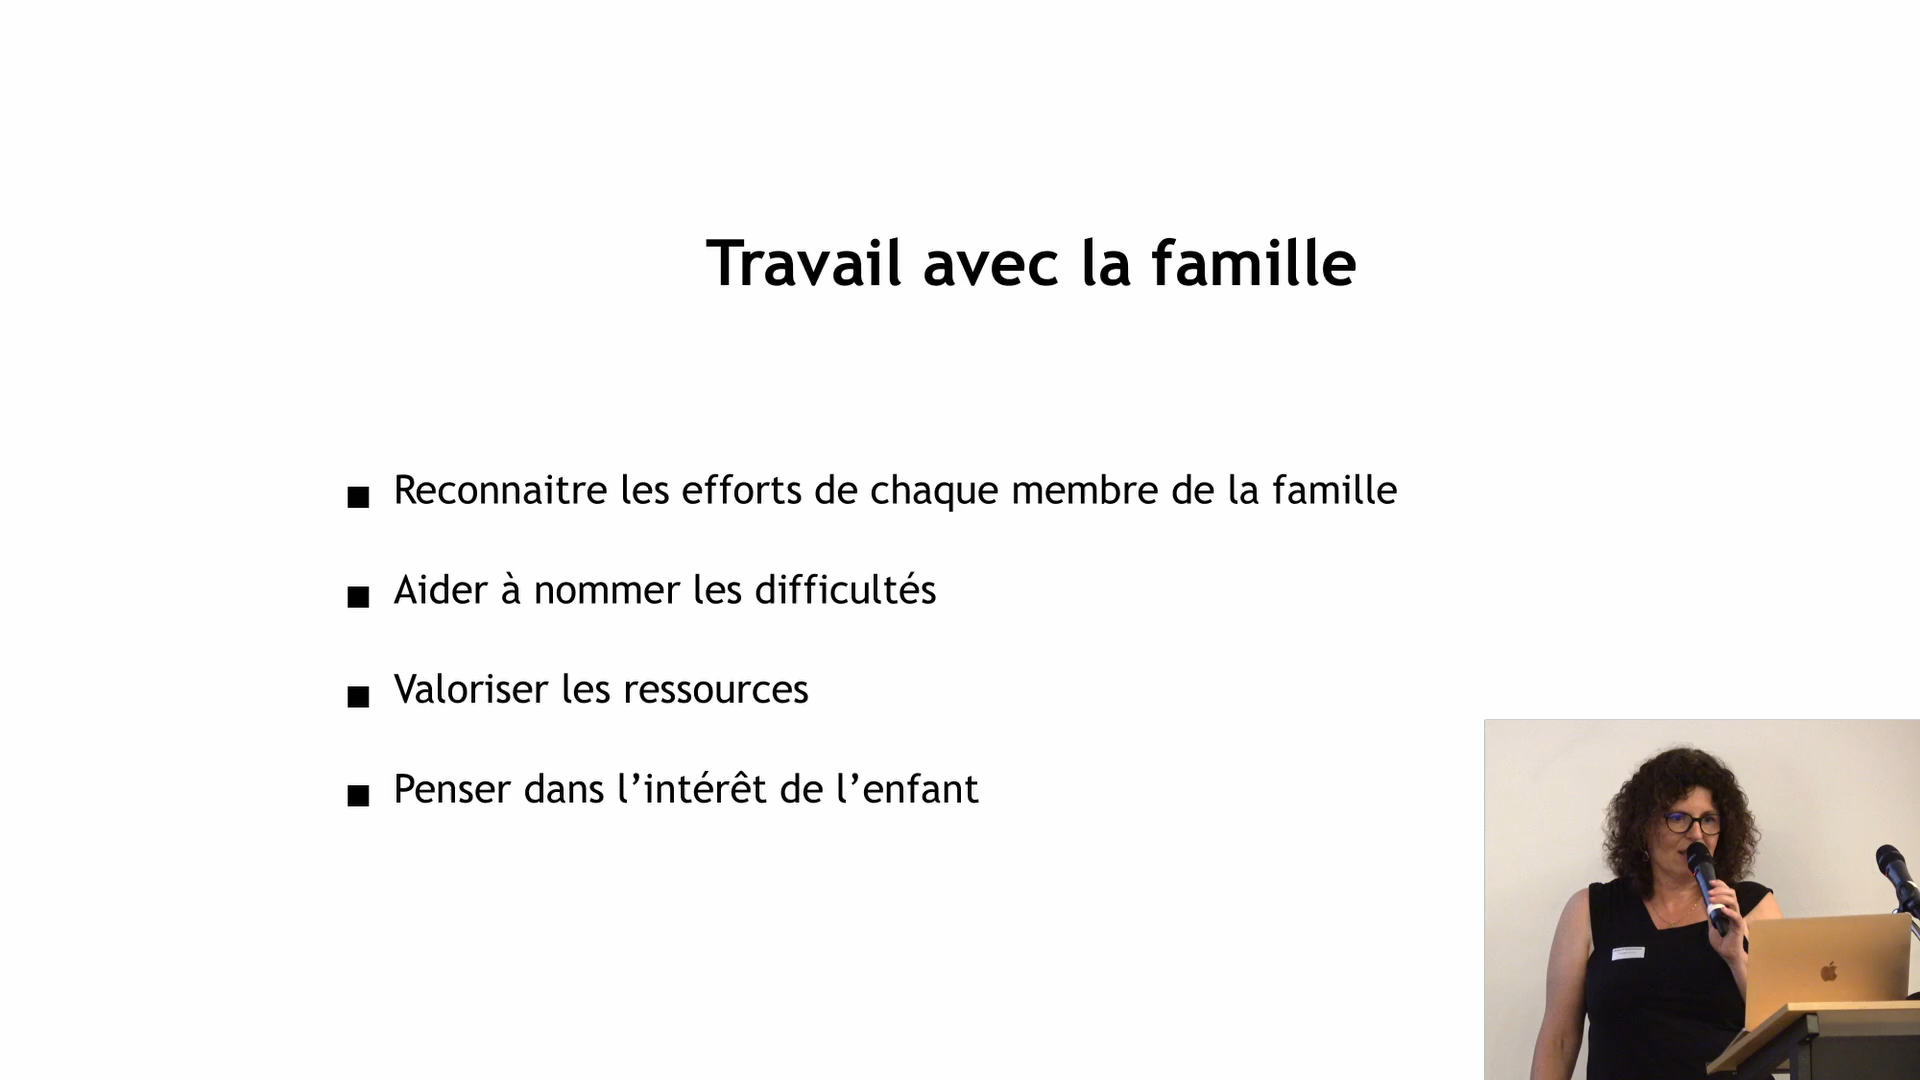 Travail avec la famille
■ Reconnaitre les efforts de chaque membre de la famille
■ Aider à nommer les difficultés
■ Valoriser les ressources
■ Penser dans l’intérêt de l’enfant